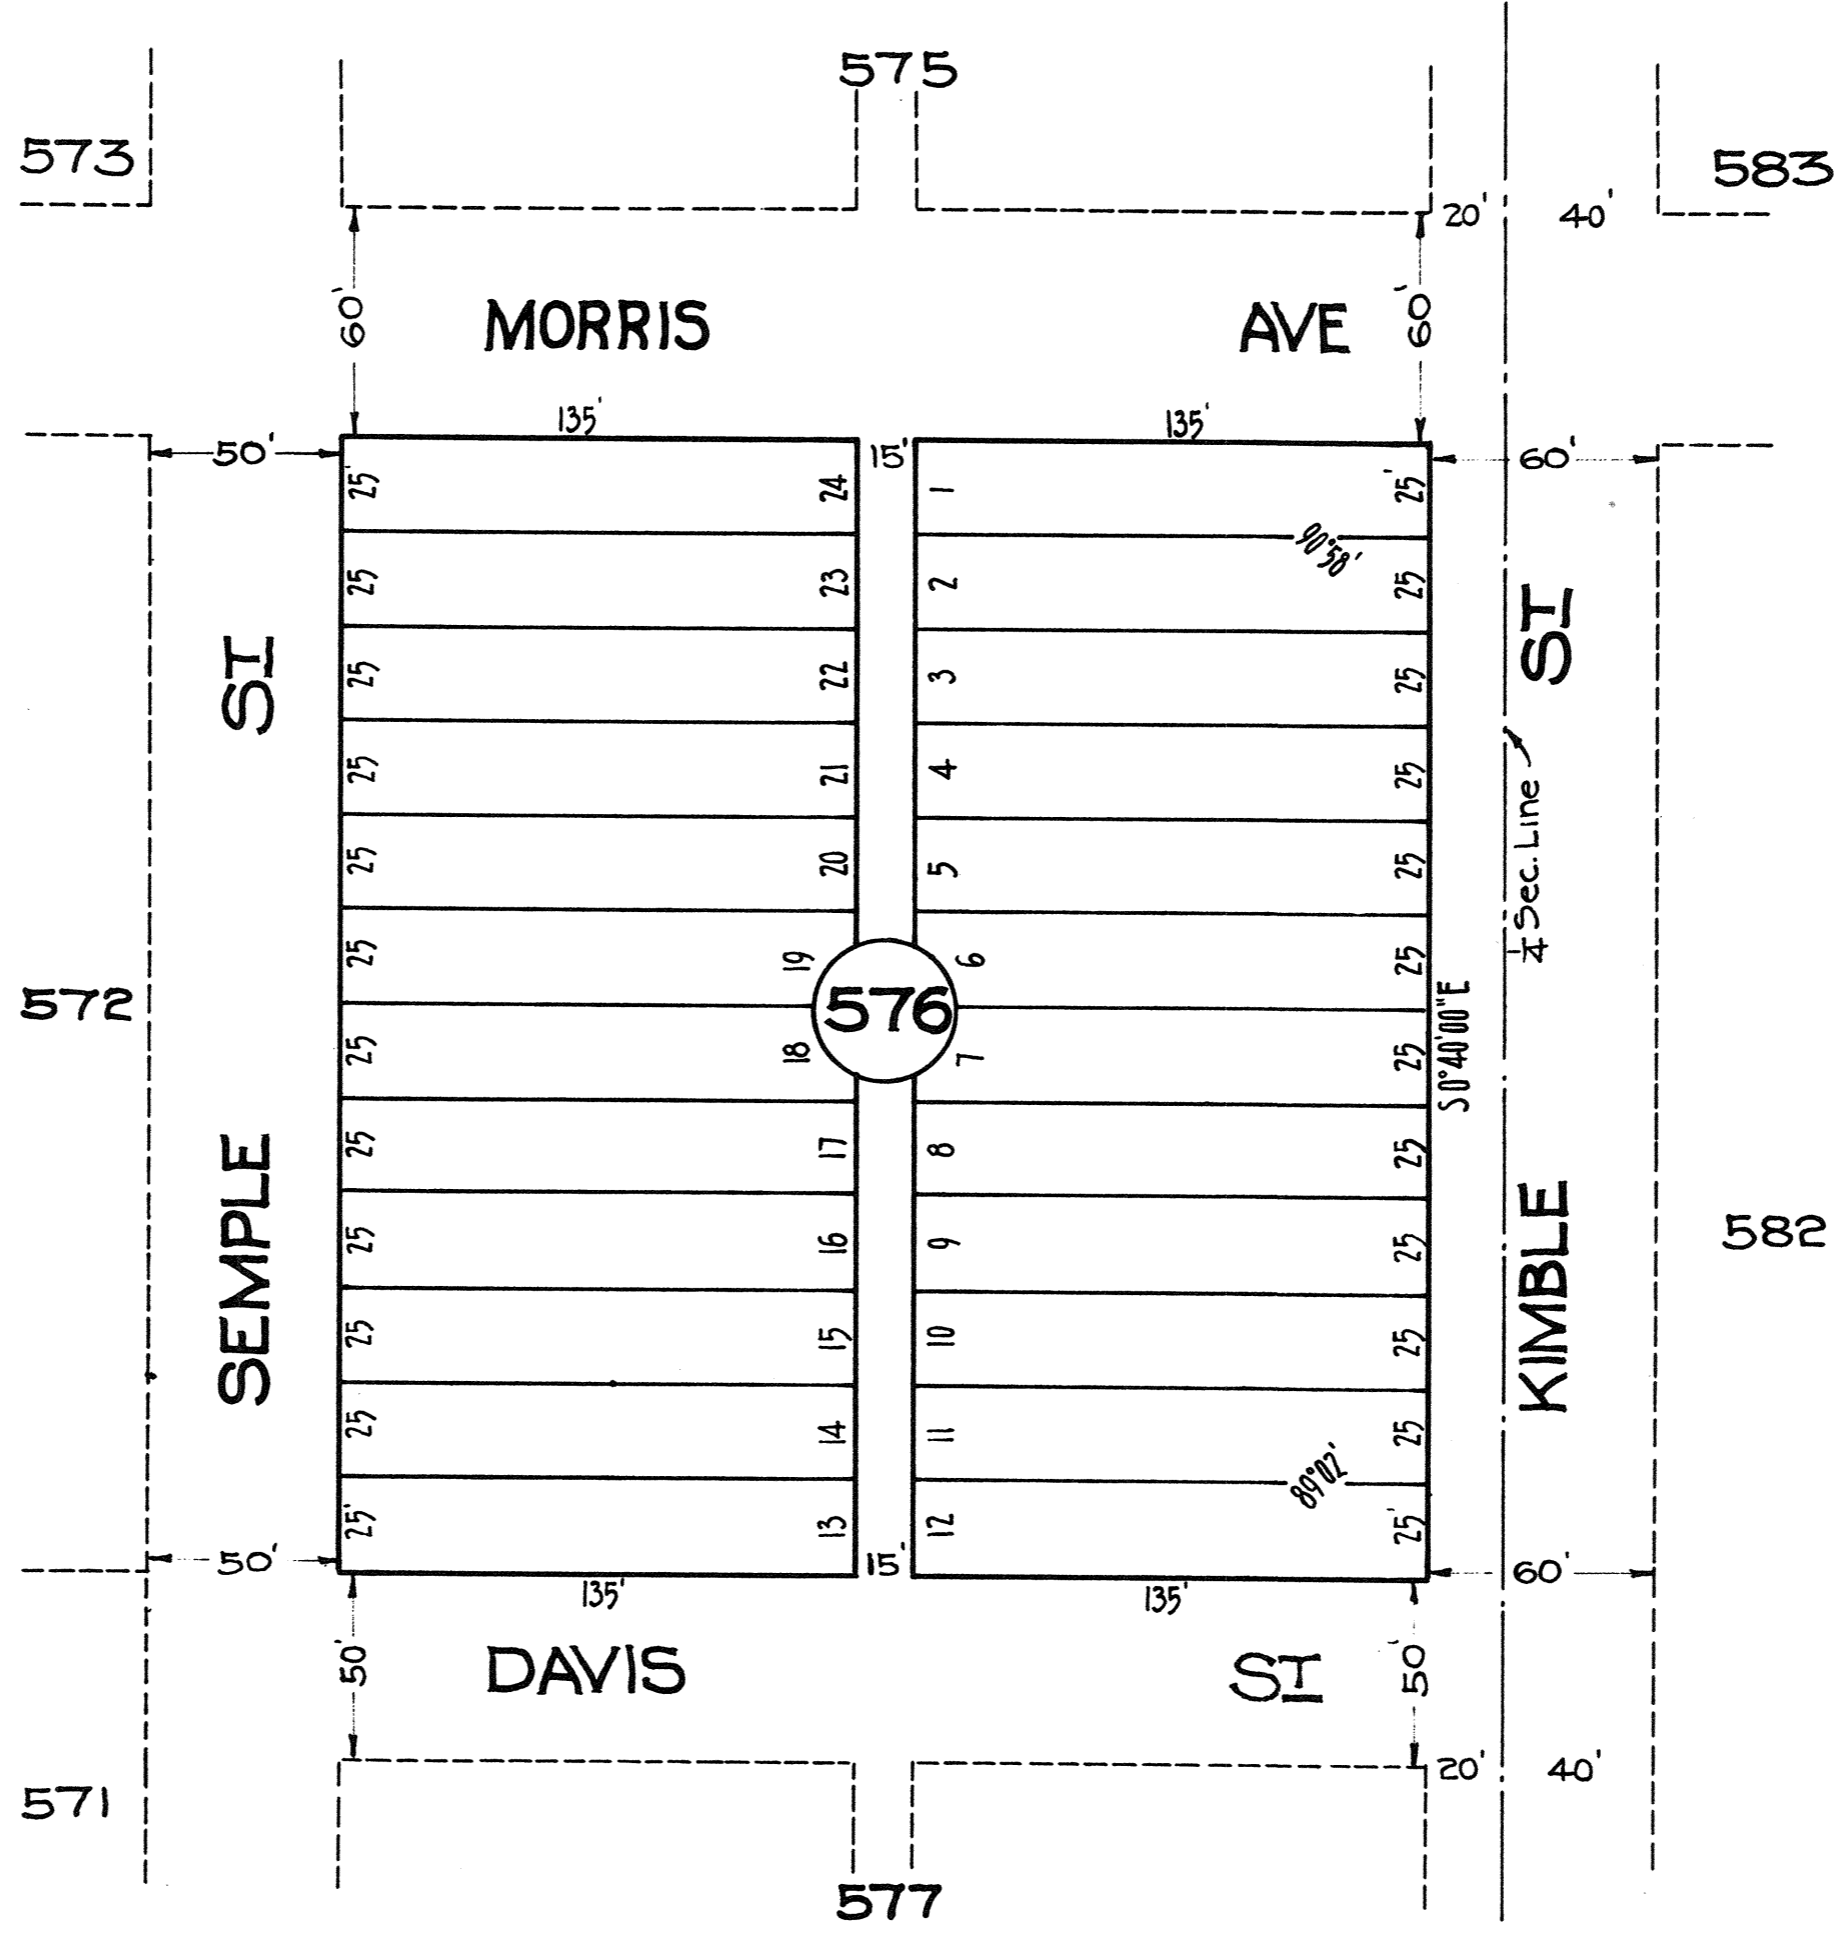 575
573
583
20' 40'
60' MORRIS AVE 60'
135' 135'
50' 15' 60'
25' 24 1 25'
90°58'
25 23 2 25
ST
25 22 3 25
ST
25 21 4 25
25 20 5 25
1/4 Sec. Line
25 19 6 25
572
576
S 0°40'00"E
25 18 7 25
25 17 8 25
SEMPLE
25 16 9 25
582
KIMBLE
25 15 10 25
25 14 11 25
89°02'
25' 13 12 25'
50' 15' 60'
135' 135'
50' DAVIS ST 50'
20' 40'
571
577